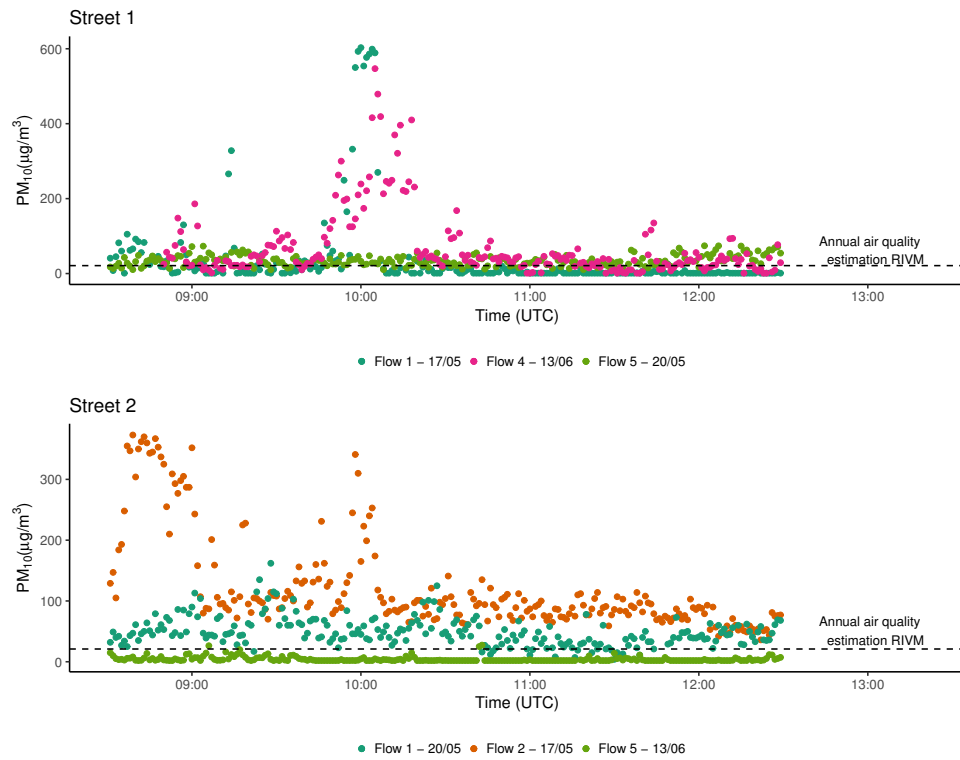 Street 1
600
400
200
0
PM₁₀(µg/m³)
Annual air quality
estimation RIVM
09:00 10:00 11:00 12:00 13:00
Time (UTC)
Flow 1 − 17/05 Flow 4 − 13/06 Flow 5 − 20/05
Street 2
300
200
100
0
PM₁₀(µg/m³)
Annual air quality
estimation RIVM
09:00 10:00 11:00 12:00 13:00
Time (UTC)
Flow 1 − 20/05 Flow 2 − 17/05 Flow 5 − 13/06